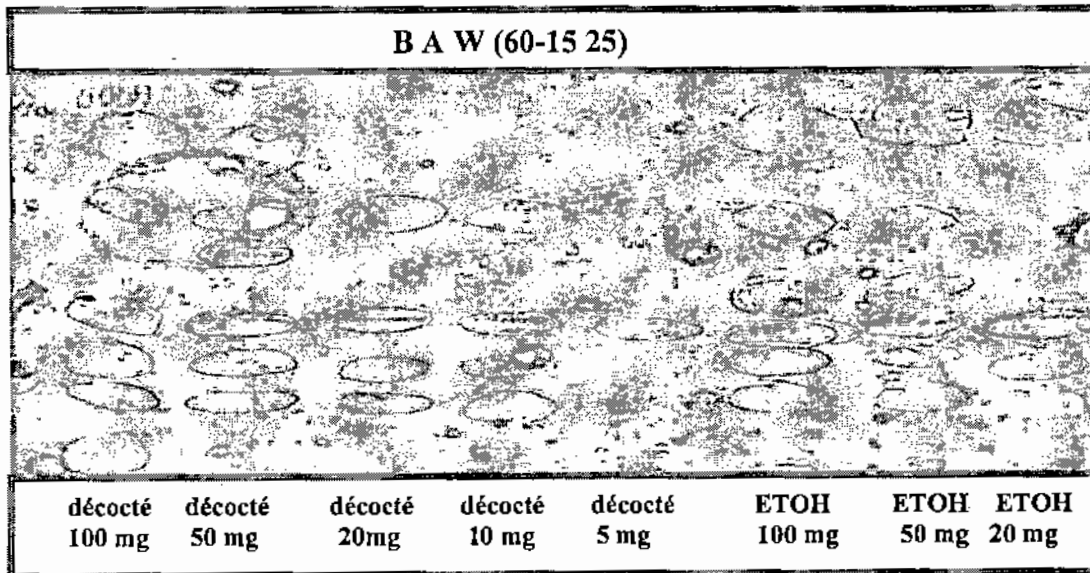 B A W (60-15 25)
décocté décocté décocté décocté décocté ETOH ETOH ETOH
100 mg 50 mg 20mg 10 mg 5 mg 100 mg 50 mg 20 mg